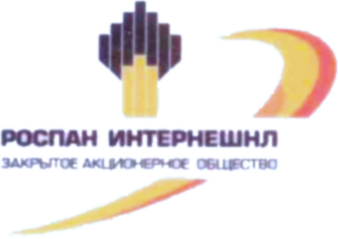 РОСПАН ИНТЕРНЕШНЛ
ЗАКРЫТОЕ АКЦИОНЕРНОЕ ОБЩЕСТВО